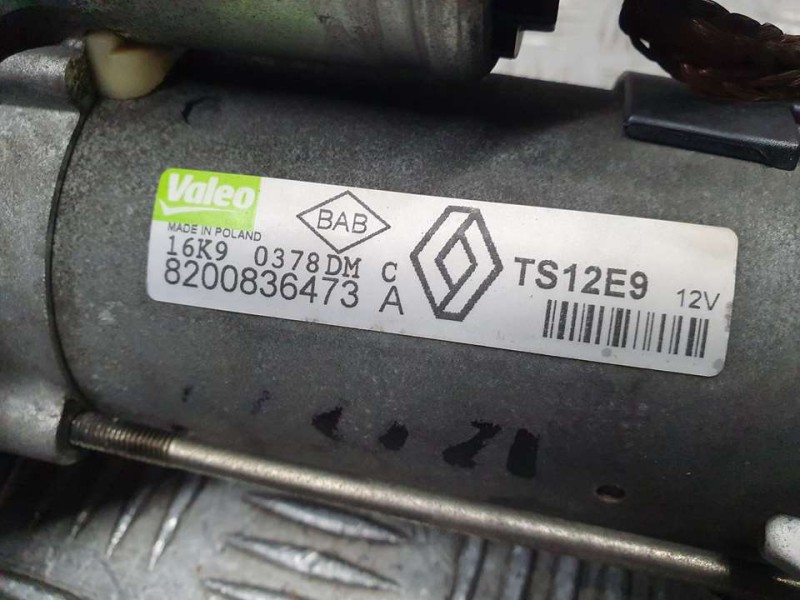 Valeo
BAB
MADE IN POLAND
16K9 0378DM C
8200836473 A
TS12E9 12V